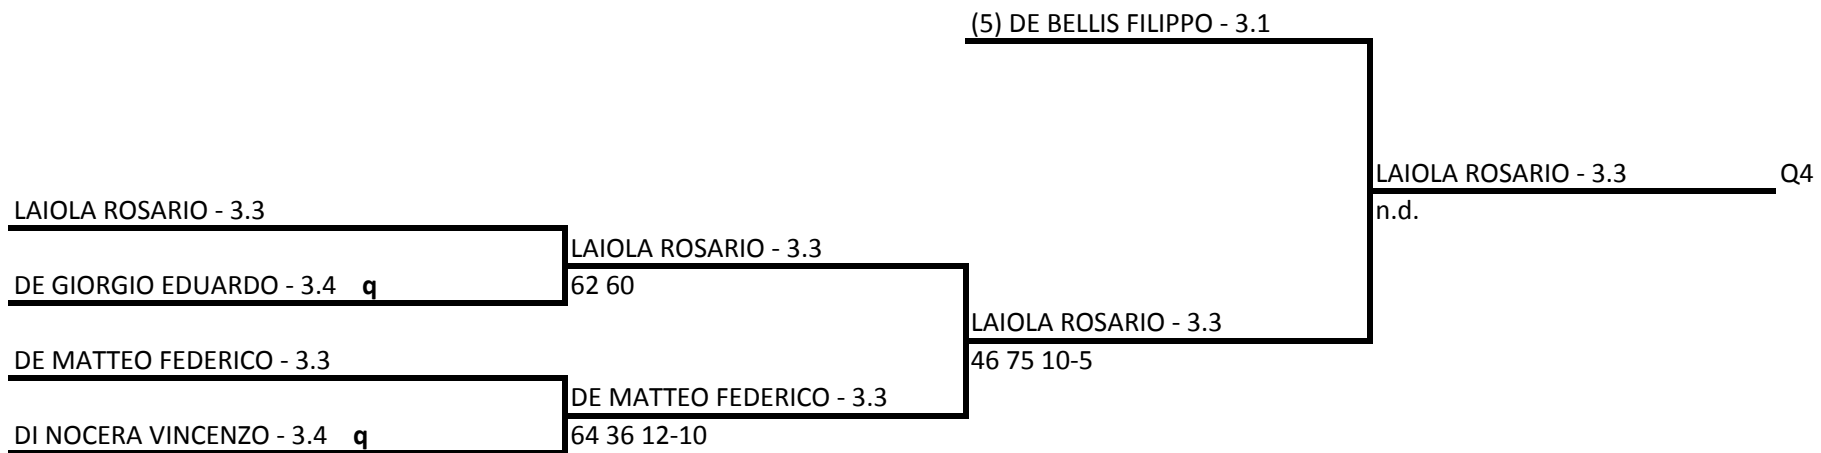 (5) DE BELLIS FILIPPO - 3.1
LAIOLA ROSARIO - 3.3 Q4
LAIOLA ROSARIO - 3.3
n.d.
LAIOLA ROSARIO - 3.3
DE GIORGIO EDUARDO - 3.4 q
62 60
LAIOLA ROSARIO - 3.3
DE MATTEO FEDERICO - 3.3
46 75 10-5
DE MATTEO FEDERICO - 3.3
DI NOCERA VINCENZO - 3.4 q
64 36 12-10